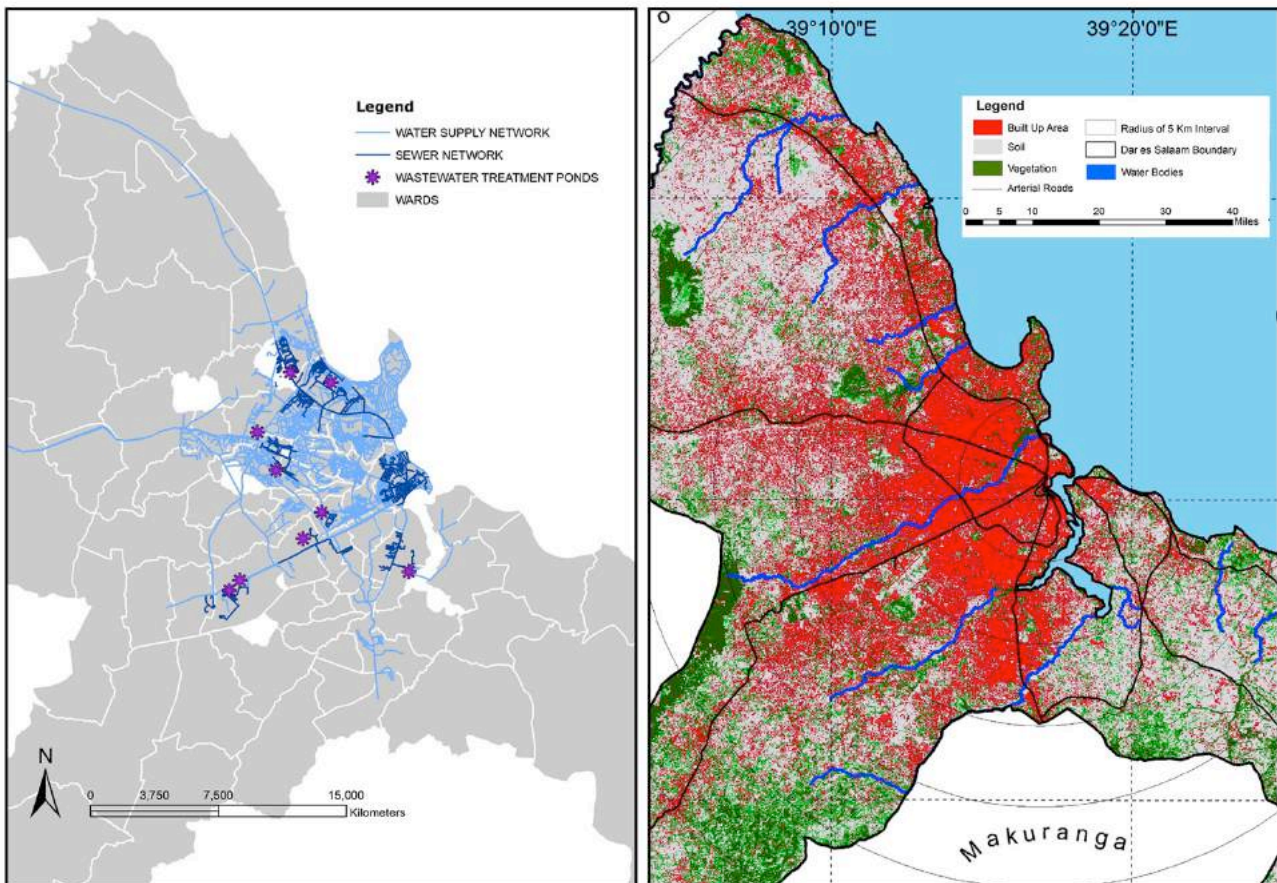 Legend
WATER SUPPLY NETWORK
SEWER NETWORK
WASTEWATER TREATMENT PONDS
WARDS
N
0 3,750 7,500 15,000
Kilometers
O
39°10'0"E 39°20'0"E
Legend
Built Up Area
Soil
Vegetation
Arterial Roads
Radius of 5 Km Interval
Dar es Salaam Boundary
Water Bodies
0 5 10 20 30 40
Miles
Makuranga